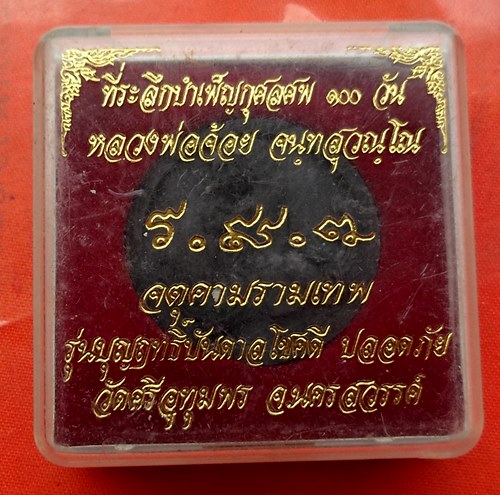 ที่ระลึกบำเพ็ญกุศลศพ ๑๐๐ วัน
หลวงพ่อจ้อย จนฺทสุวณฺโณ
ร.ศ.ว
จตุคามรามเทพ
รุ่นบุญฤทธิ์บันดาลโชคดี ปลอดภัย
วัดศรีอุทุมพร จ.นครสวรรค์